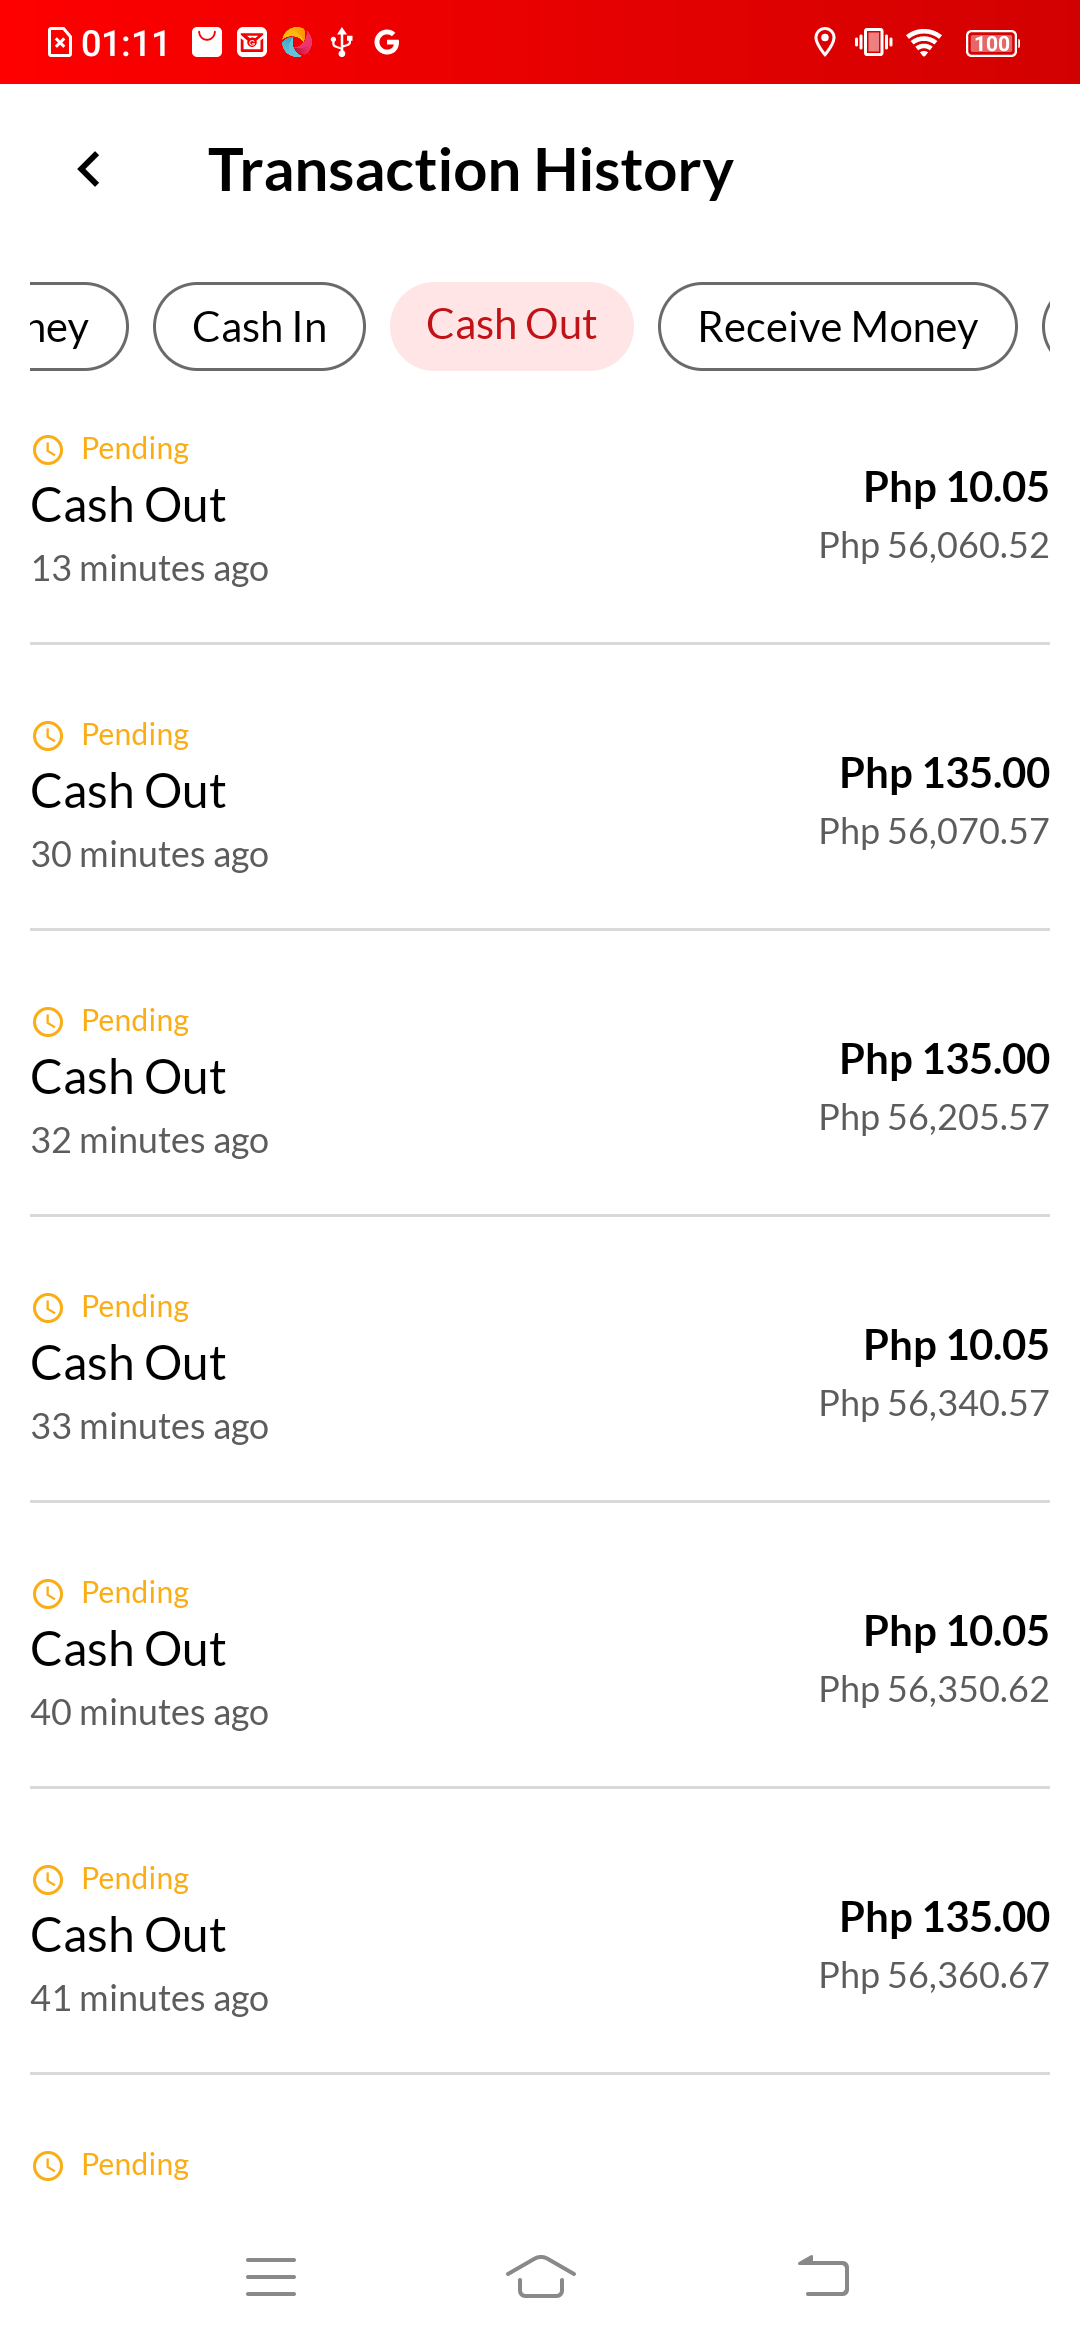 01:11
100
Transaction History
ney
Cash In
Cash Out
Receive Money
Pending
Cash Out
13 minutes ago
Php 10.05
Php 56,060.52
Pending
Cash Out
30 minutes ago
Php 135.00
Php 56,070.57
Pending
Cash Out
32 minutes ago
Php 135.00
Php 56,205.57
Pending
Cash Out
33 minutes ago
Php 10.05
Php 56,340.57
Pending
Cash Out
40 minutes ago
Php 10.05
Php 56,350.62
Pending
Cash Out
41 minutes ago
Php 135.00
Php 56,360.67
Pending